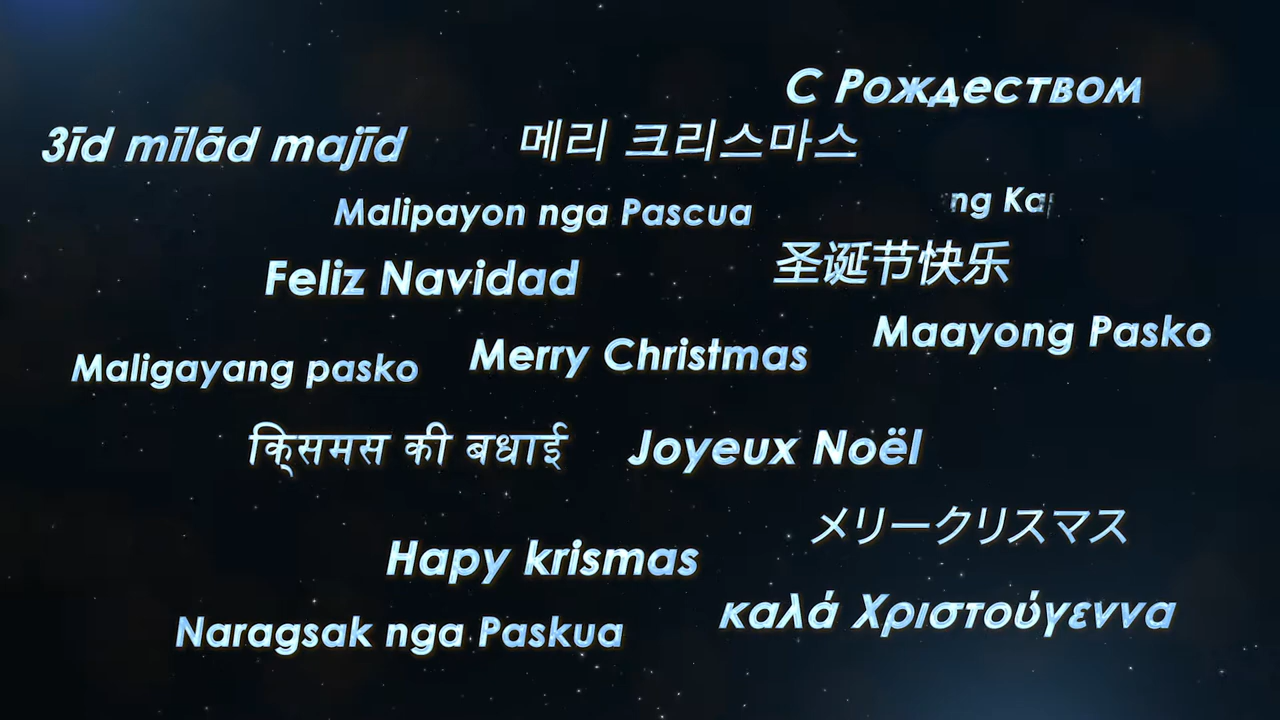 С Рождеством
3īd mīlād majīd
메리 크리스마스
Malipayon nga Pascua
ng
Feliz Navidad
圣诞节快乐
Maayong Pasko
Merry Christmas
Maligayang pasko
क्रिसमस की बधाई
Joyeux Noël
メリークリスマス
Hapy krismas
καλά Χριστούγεννα
Naragsak nga Paskua